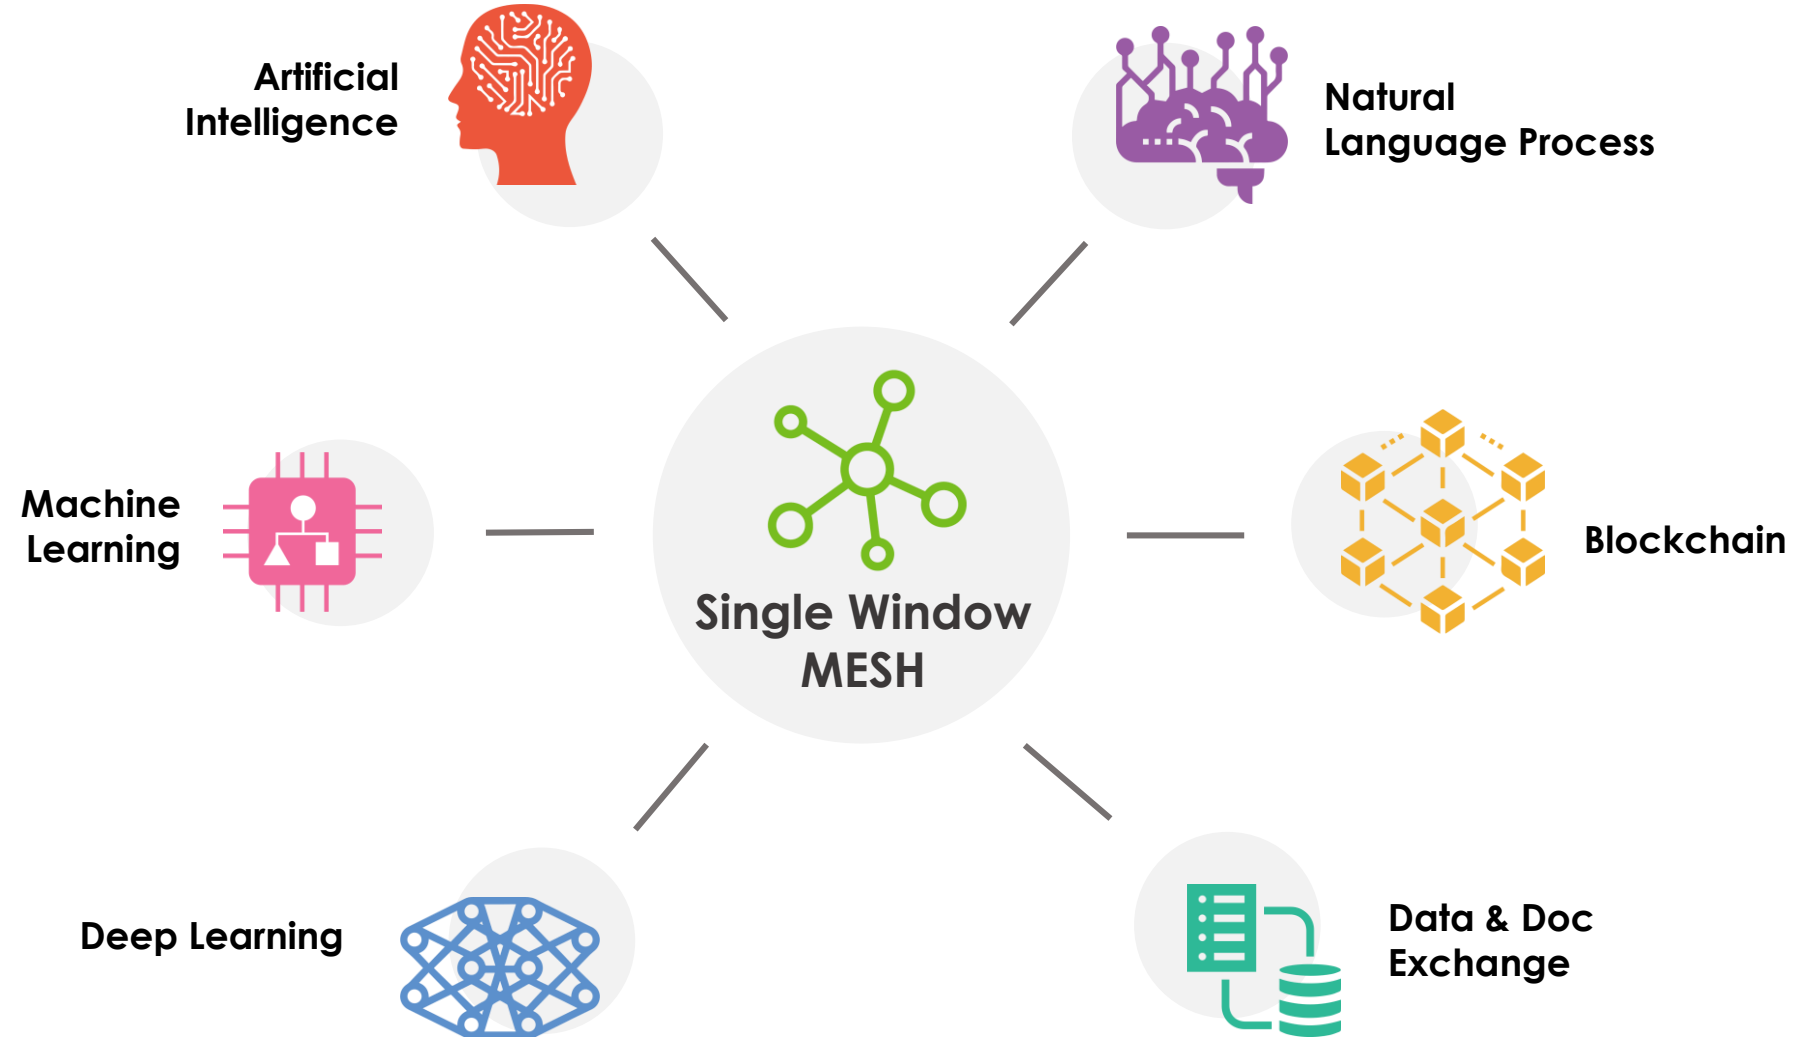 Artificial
Intelligence
Natural
Language Process
Machine
Learning
Single Window
MESH
Blockchain
Deep Learning
Data & Doc
Exchange